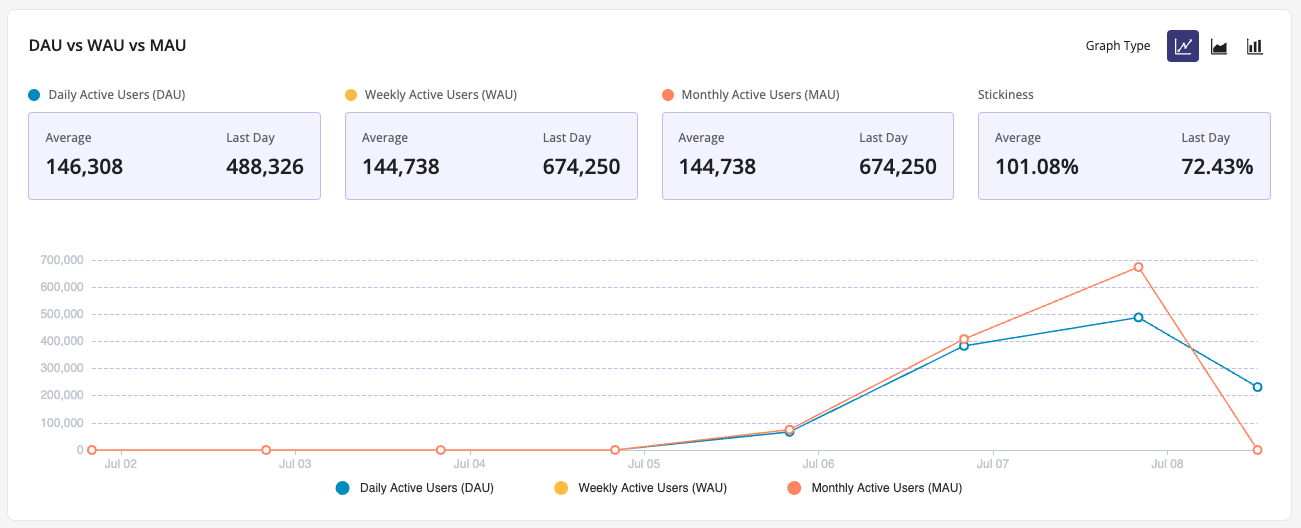 DAU vs WAU vs MAU
Graph Type
Daily Active Users (DAU)
Weekly Active Users (WAU)
Monthly Active Users (MAU)
Stickiness
Average Last Day
146,308 488,326
Average Last Day
144,738 674,250
Average Last Day
144,738 674,250
Average Last Day
101.08% 72.43%
700,000
600,000
500,000
400,000
300,000
200,000
100,000
0
Jul 02 Jul 03 Jul 04 Jul 05 Jul 06 Jul 07 Jul 08
Daily Active Users (DAU) Weekly Active Users (WAU) Monthly Active Users (MAU)